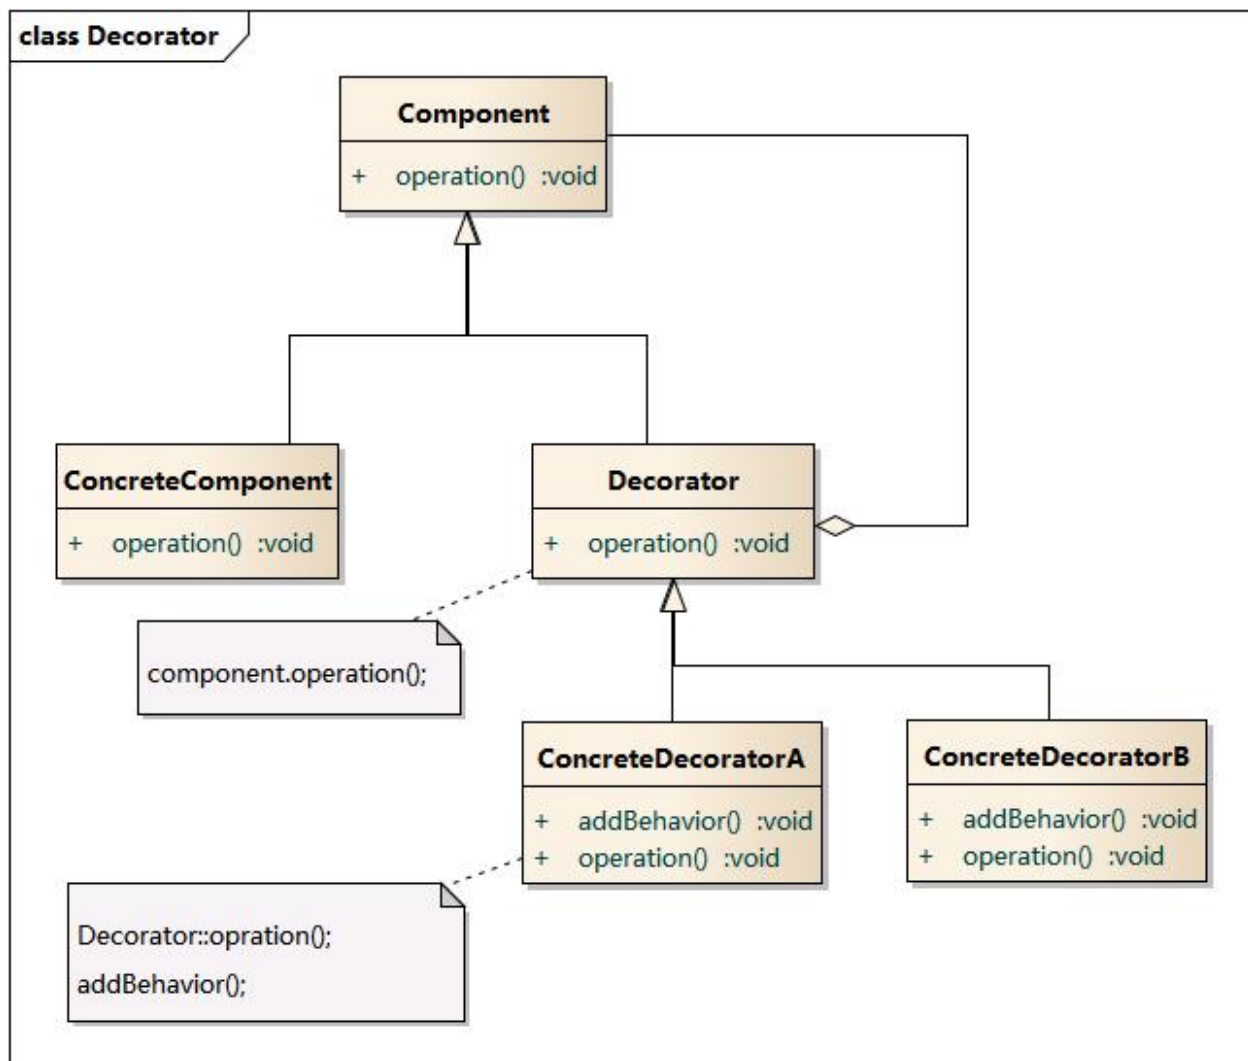 class Decorator
Component
+ operation() :void
ConcreteComponent
+ operation() :void
Decorator
+ operation() :void
component.operation();
ConcreteDecoratorA
+ addBehavior() :void
+ operation() :void
ConcreteDecoratorB
+ addBehavior() :void
+ operation() :void
Decorator::opration();
addBehavior();